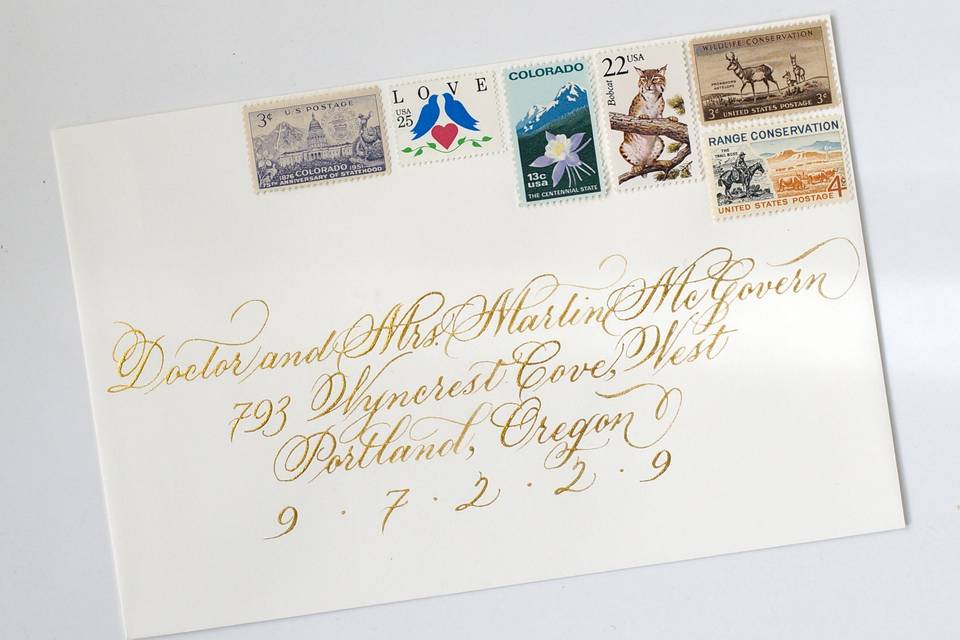 3¢ U.S. POSTAGE
1876 COLORADO 1951
75th ANNIVERSARY OF STATEHOOD
LOVE
USA
25
COLORADO
13c
usa
THE CENTENNIAL STATE
22 USA
Bobcat
WILDLIFE CONSERVATION
PRONGHORN
ANTELOPE
3¢ UNITED STATES POSTAGE 3¢
RANGE CONSERVATION
THE
TRAIL BOSS
4¢
UNITED STATES POSTAGE
Doctor and Mrs. Martin McGovern
793 Wyncrest Cove, West
Portland, Oregon
9 · 7 · 2 · 2 · 9